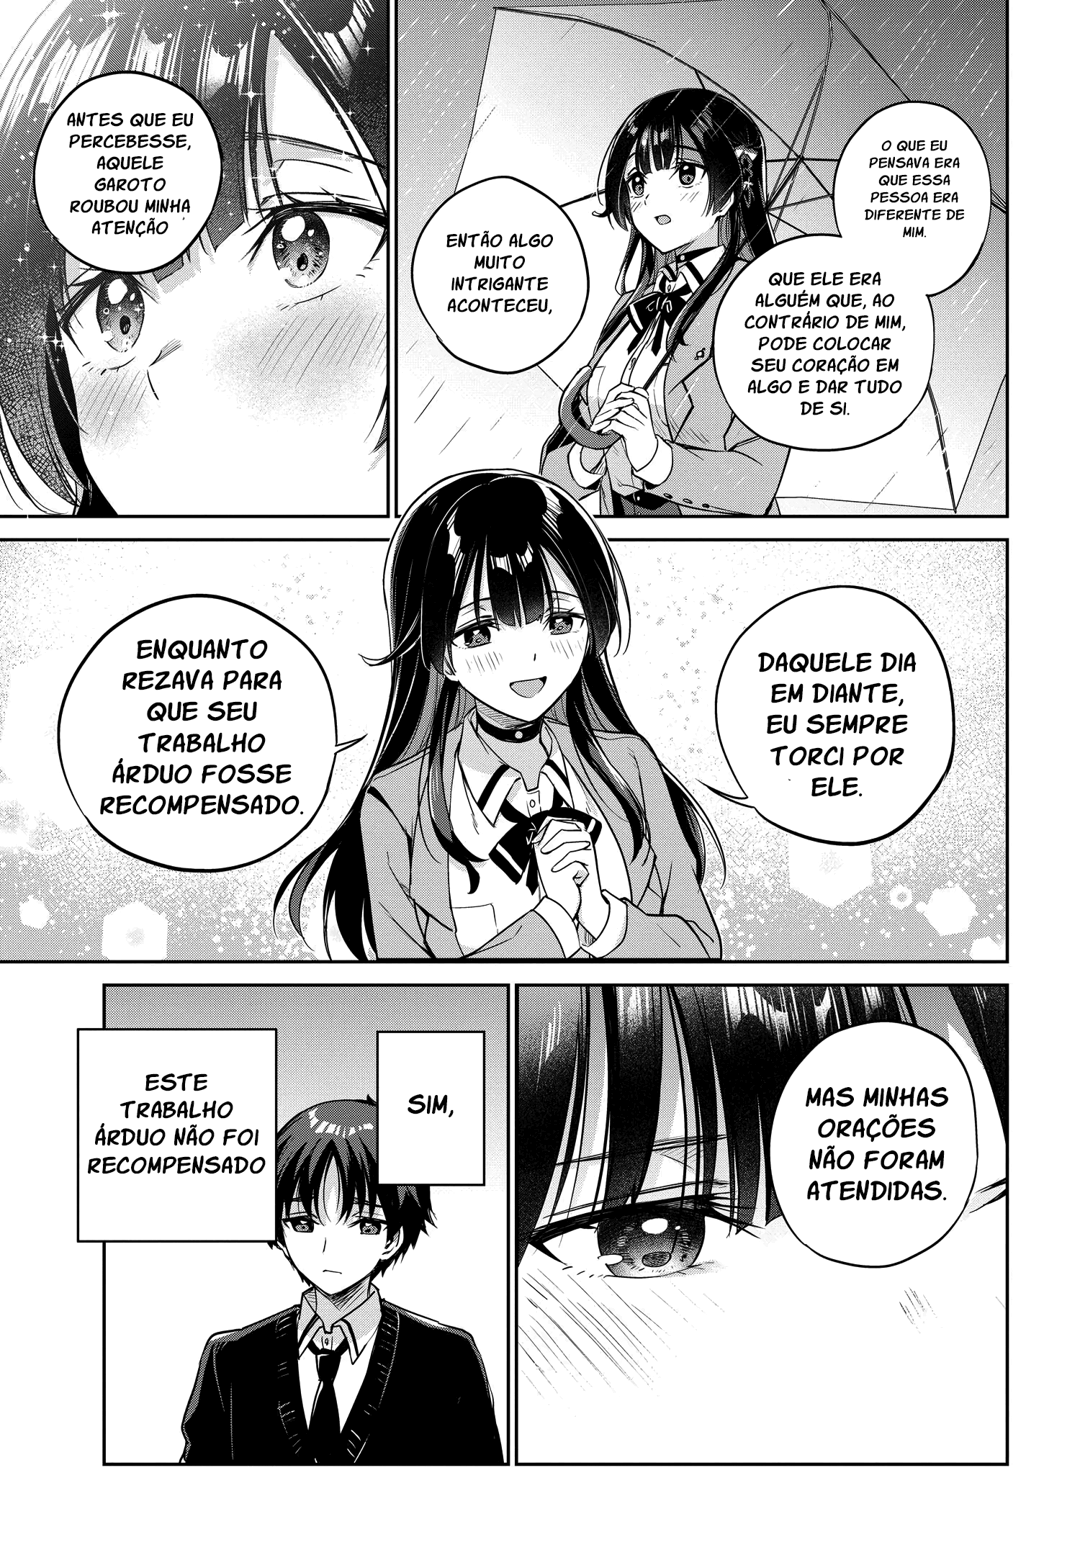 O QUE EU
PENSAVA ERA
QUE ESSA
PESSOA ERA
DIFERENTE DE
MIM.
QUE ELE ERA
ALGUÉM QUE, AO
CONTRÁRIO DE MIM,
PODE COLOCAR
SEU CORAÇÃO EM
ALGO E DAR TUDO
DE SI.
ENTÃO ALGO
MUITO
INTRIGANTE
ACONTECEU,
ANTES QUE EU
PERCEBESSE,
AQUELE
GAROTO
ROUBOU MINHA
ATENÇÃO
DAQUELE DIA
EM DIANTE,
EU SEMPRE
TORCI POR
ELE.
ENQUANTO
REZAVA PARA
QUE SEU
TRABALHO
ÁRDUO FOSSE
RECOMPENSADO.
MAS MINHAS
ORAÇÕES
NÃO FORAM
ATENDIDAS.
SIM,
ESTE
TRABALHO
ÁRDUO NÃO FOI
RECOMPENSADO